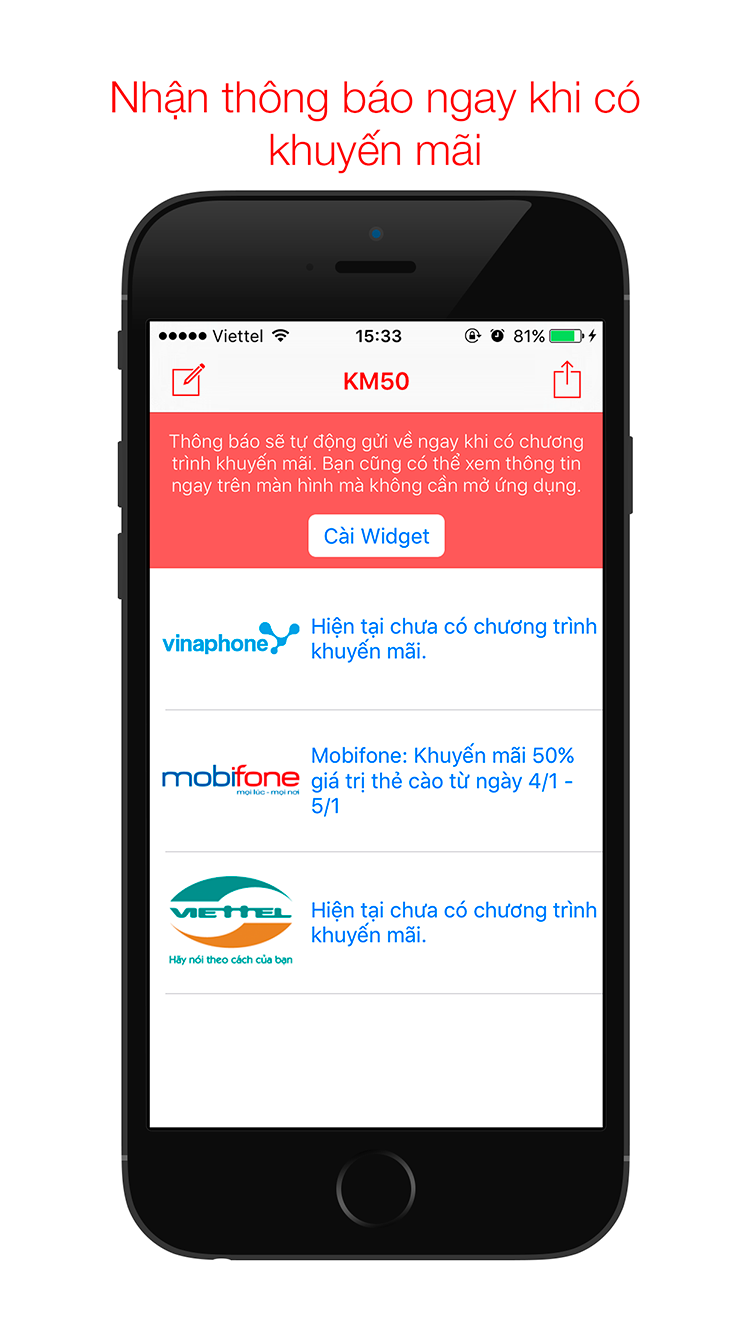 Nhận thông báo ngay khi có
khuyến mãi
Viettel 15:33 81%
KM50
Thông báo sẽ tự động gửi về ngay khi có chương
trình khuyến mãi. Bạn cũng có thể xem thông tin
ngay trên màn hình mà không cần mở ứng dụng.
Cài Widget
vinaphone
Hiện tại chưa có chương trình
khuyến mãi.
mobifone
mọi lúc - mọi nơi
Mobifone: Khuyến mãi 50%
giá trị thẻ cào từ ngày 4/1 -
5/1
VIETTEL
Hãy nói theo cách của bạn
Hiện tại chưa có chương trình
khuyến mãi.